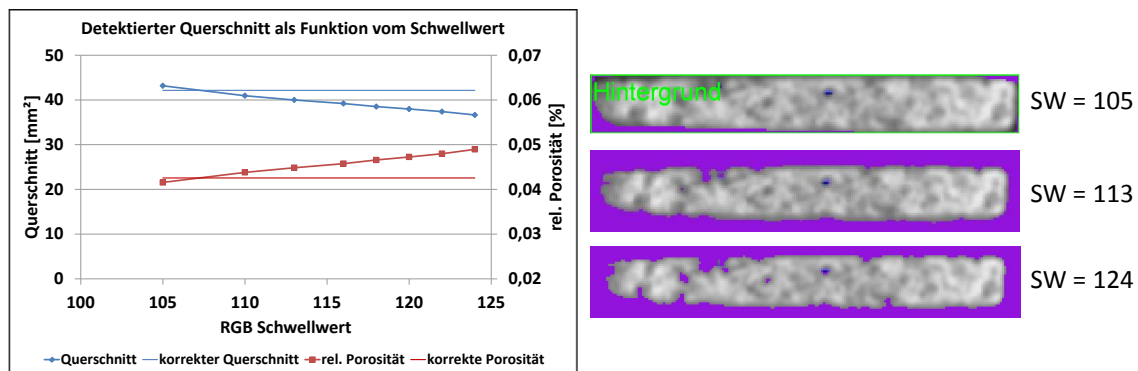 Detektierter Querschnitt als Funktion vom Schwellwert
Querschnitt [mm²]
50
40
30
20
10
0
0,07
0,06
0,05
0,04
0,03
0,02
rel. Porosität [%]
100 105 110 115 120 125
RGB Schwellwert
Querschnitt korrekter Querschnitt rel. Porosität korrekte Porosität
Hintergrund
SW = 105
SW = 113
SW = 124